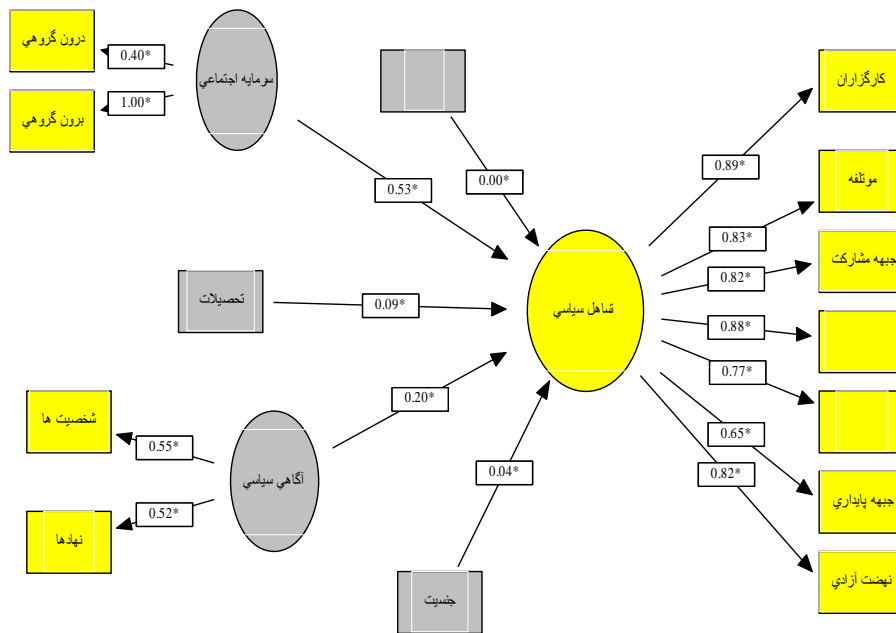 درون گروهي
0.40*
سرمايه اجتماعي
برون گروهي
1.00*
کارگزاران
0.89*
0.53*
0.00*
موتلفه
0.83*
جبهه مشارکت
0.82*
تحصيلات
0.09*
تساهل سياسي
0.88*
0.77*
شخصيت ها
0.55*
0.20*
0.65*
آگاهي سياسي
0.04*
0.82*
جبهه پايداري
نهادها
0.52*
جنسيت
نهضت آزادي